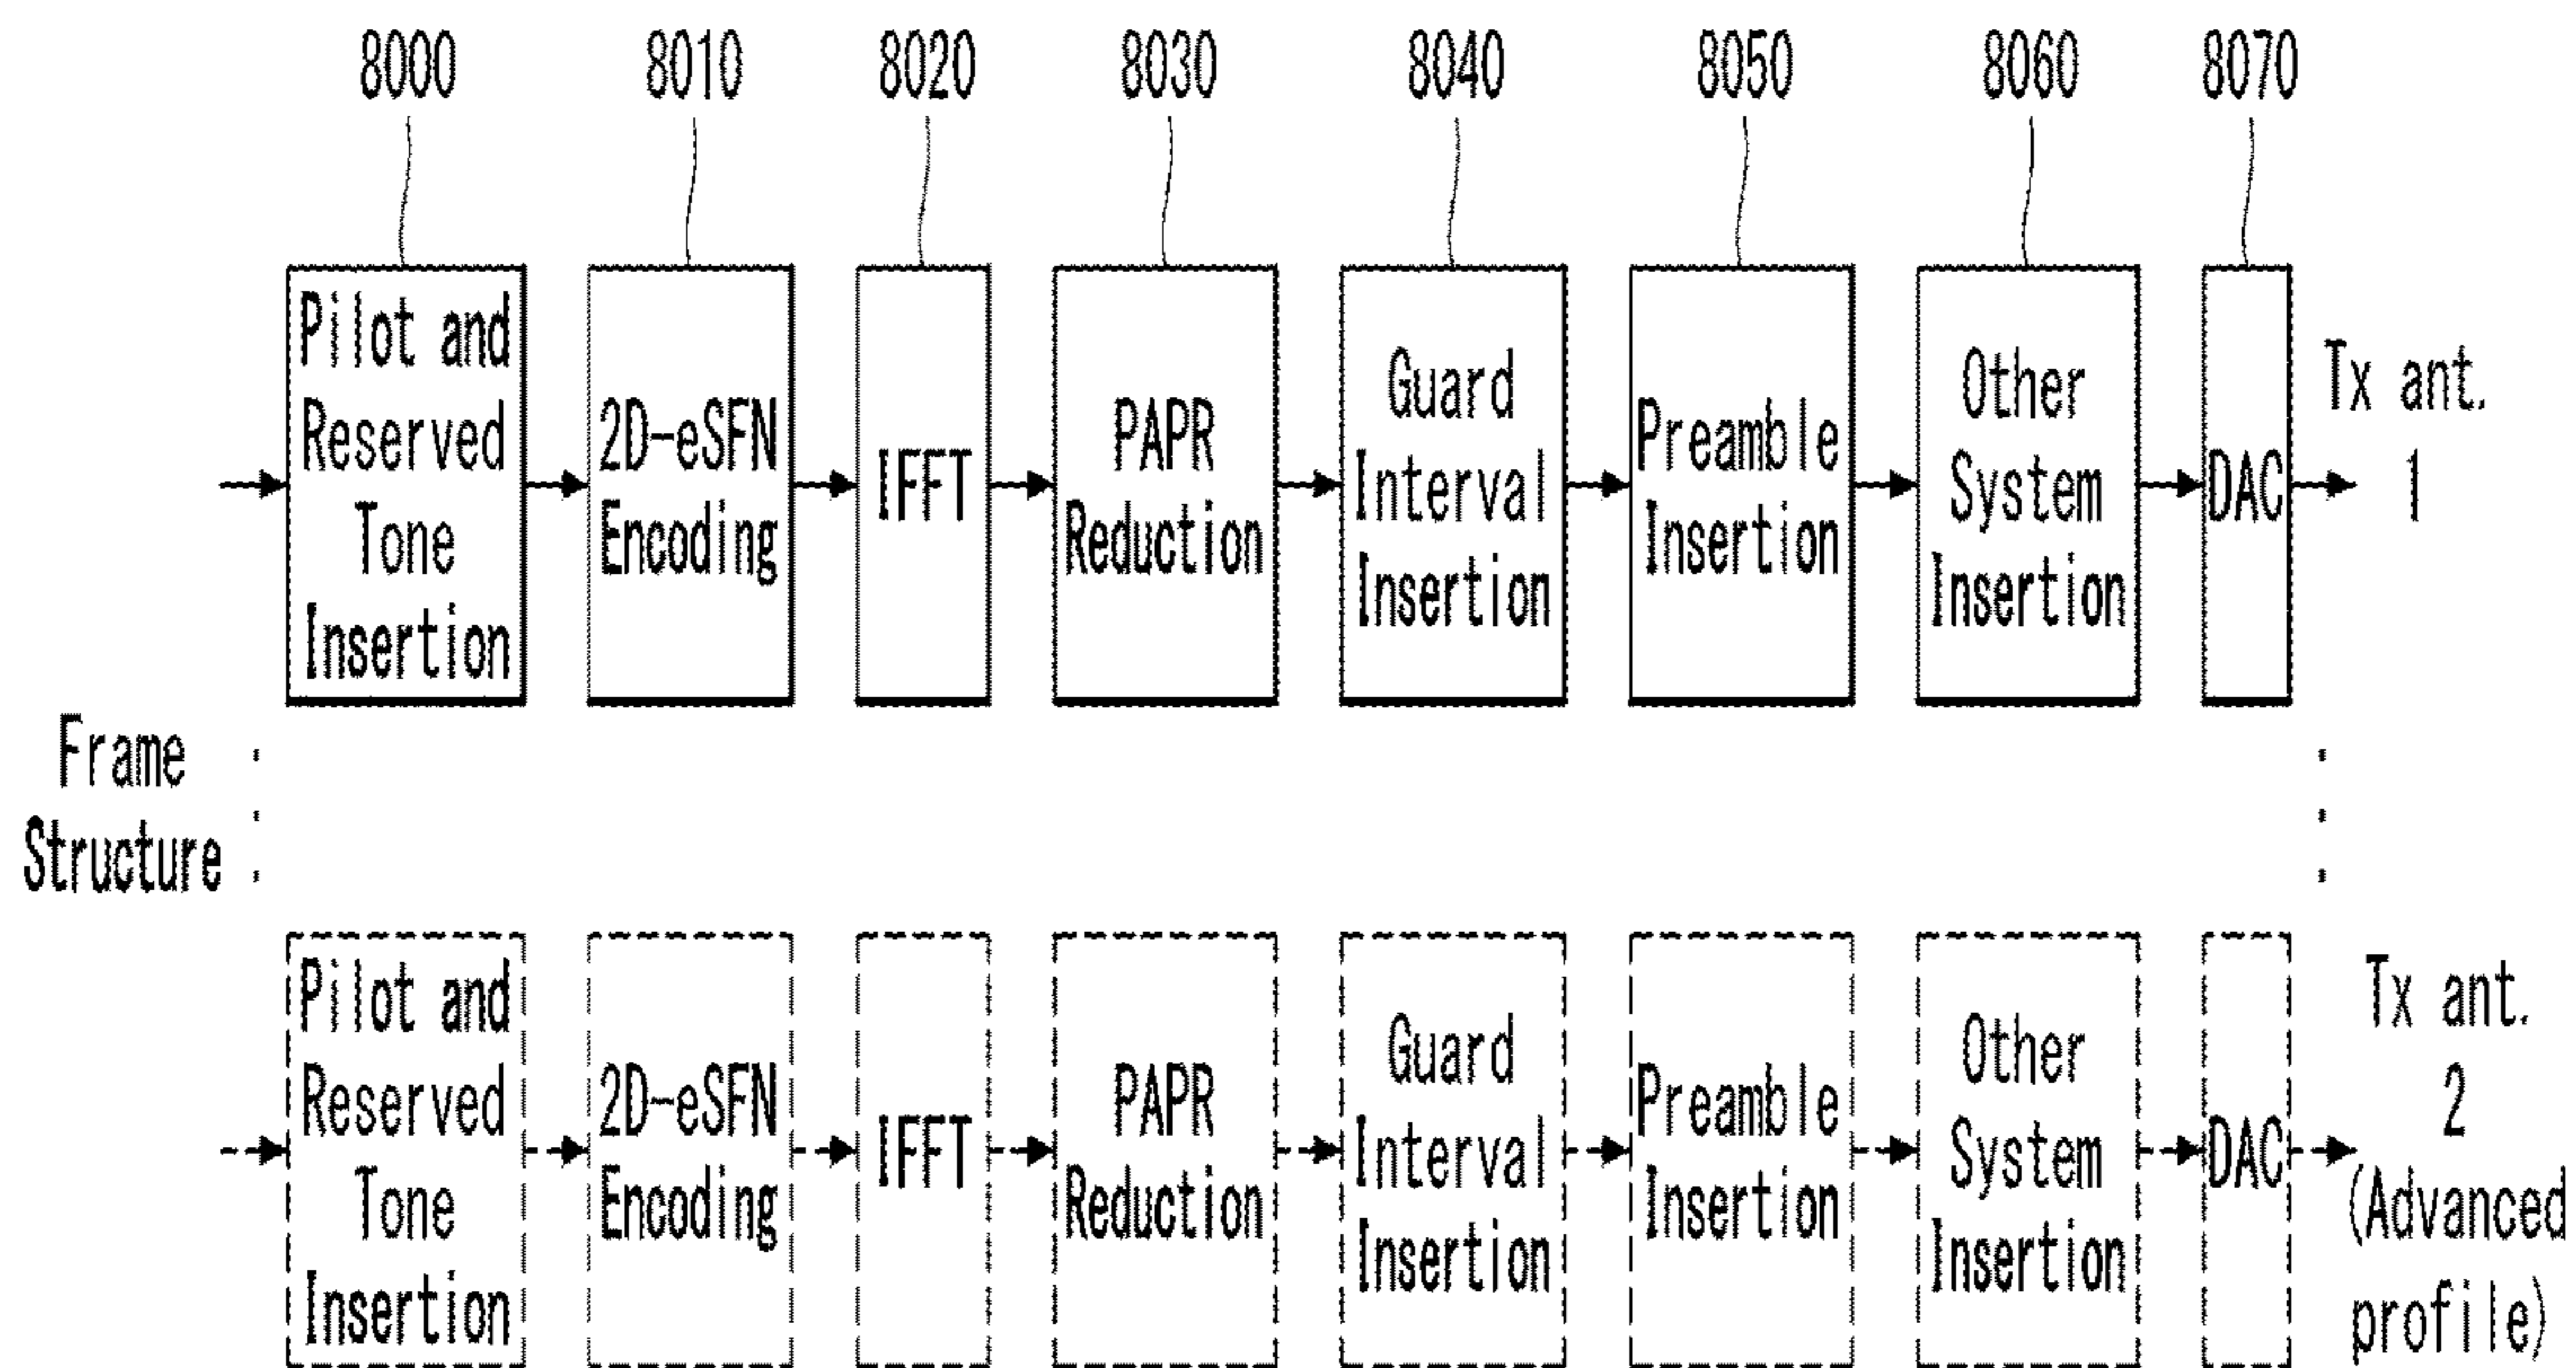 8000 8010 8020 8030 8040 8050 8060 8070
Pilot and
Reserved
Tone
Insertion
2D-eSFN
Encoding
IFFT
PAPR
Reduction
Guard
Interval
Insertion
Preamble
Insertion
Other
System
Insertion
DAC
Tx ant.
1
Frame
Structure
Pilot and
Reserved
Tone
Insertion
2D-eSFN
Encoding
IFFT
PAPR
Reduction
Guard
Interval
Insertion
Preamble
Insertion
Other
System
Insertion
DAC
Tx ant.
2
(Advanced
profile)